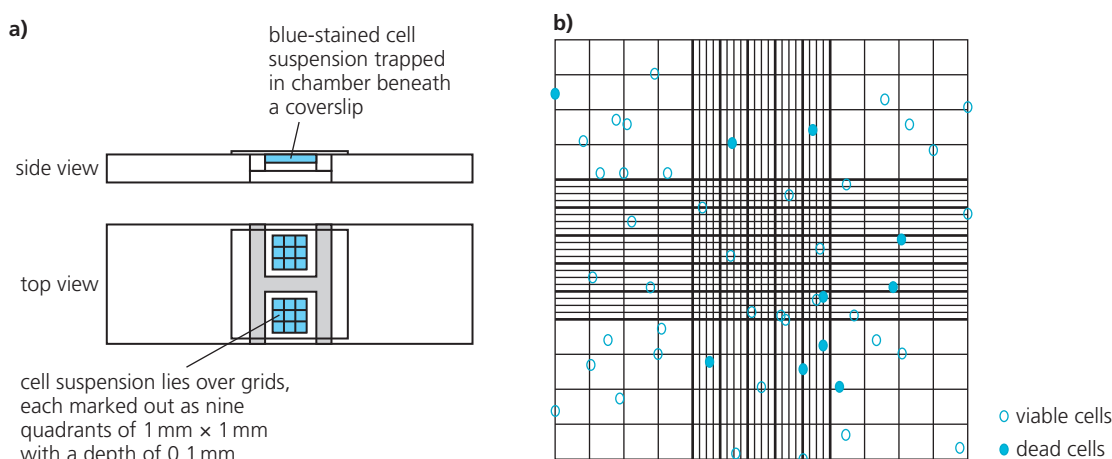 a)
blue-stained cell
suspension trapped
in chamber beneath
a coverslip
side view
top view
cell suspension lies over grids,
each marked out as nine
quadrants of 1 mm × 1 mm
with a depth of 0.1 mm
b)
viable cells
dead cells